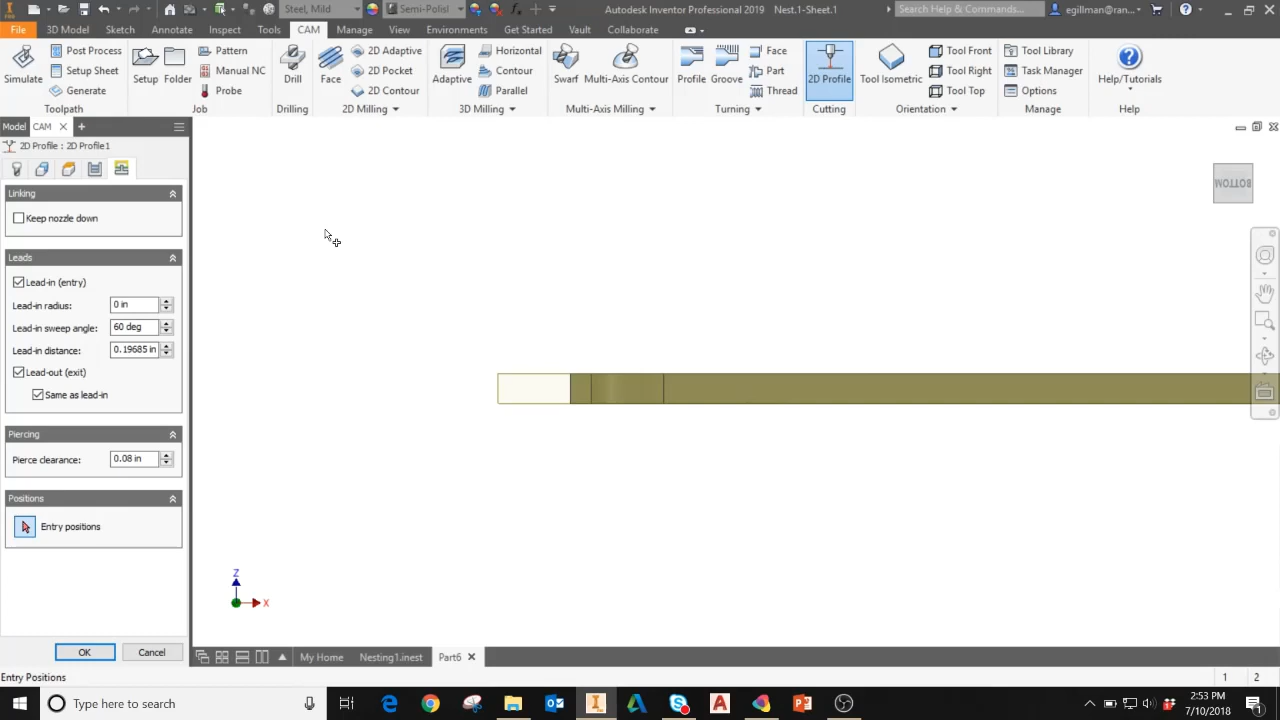 Steel, Mild
Semi-Polisl
Autodesk Inventor Professional 2019 Nest.1-Sheet.1
Search Help & Commands...
egillman@ran...
File
3D Model
Sketch
Annotate
Inspect
Tools
CAM
Manage
View
Environments
Get Started
Vault
Collaborate
Simulate
Post Process
Setup Sheet
Generate
Toolpath
Setup
Folder
Pattern
Manual NC
Probe
Job
Drill
Drilling
Face
2D Adaptive
2D Pocket
2D Contour
2D Milling
Adaptive
Horizontal
Contour
Parallel
3D Milling
Swarf
Multi-Axis Contour
Multi-Axis Milling
Profile
Groove
Face
Part
Thread
Turning
2D Profile
Cutting
Tool Isometric
Tool Front
Tool Right
Tool Top
Orientation
Tool Library
Task Manager
Options
Manage
Help/Tutorials
Help
Model
CAM
2D Profile : 2D Profile1
Linking
Keep nozzle down
Leads
Lead-in (entry)
Lead-in radius: 0 in
Lead-in sweep angle: 60 deg
Lead-in distance: 0.19685 in
Lead-out (exit)
Same as lead-in
Piercing
Pierce clearance: 0.08 in
Positions
Entry positions
OK
Cancel
BOTTOM
Z
X
My Home
Nesting1.inest
Part6
Entry Positions
1
2
Type here to search
2:53 PM
7/10/2018
1